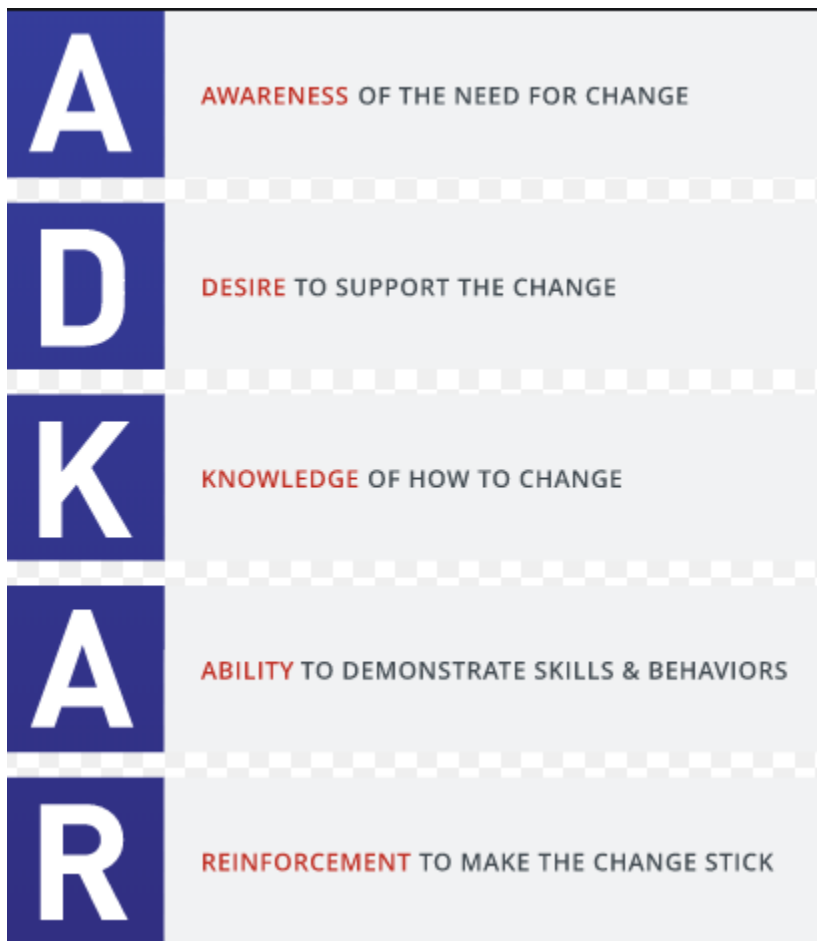 A
AWARENESS OF THE NEED FOR CHANGE
D
DESIRE TO SUPPORT THE CHANGE
K
KNOWLEDGE OF HOW TO CHANGE
A
ABILITY TO DEMONSTRATE SKILLS & BEHAVIORS
R
REINFORCEMENT TO MAKE THE CHANGE STICK